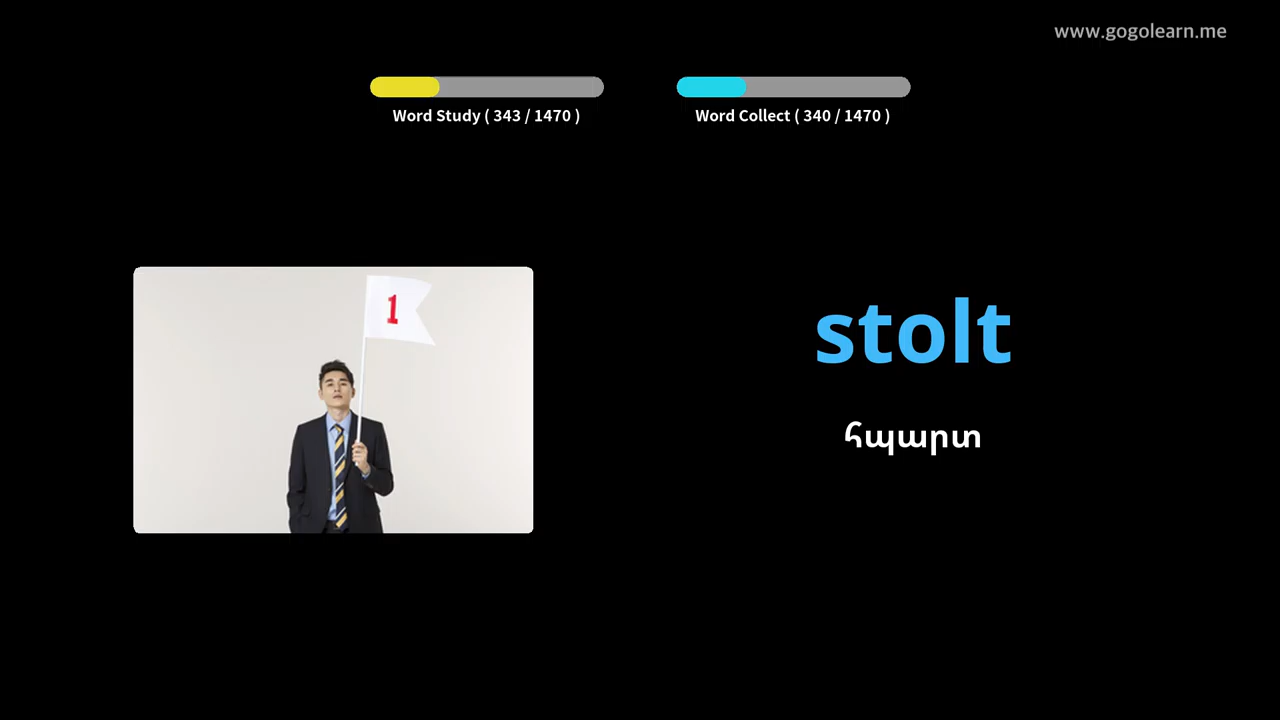 www.gogolearn.me
Word Study ( 343 / 1470 )
Word Collect ( 340 / 1470 )
1
stolt
հպարտ